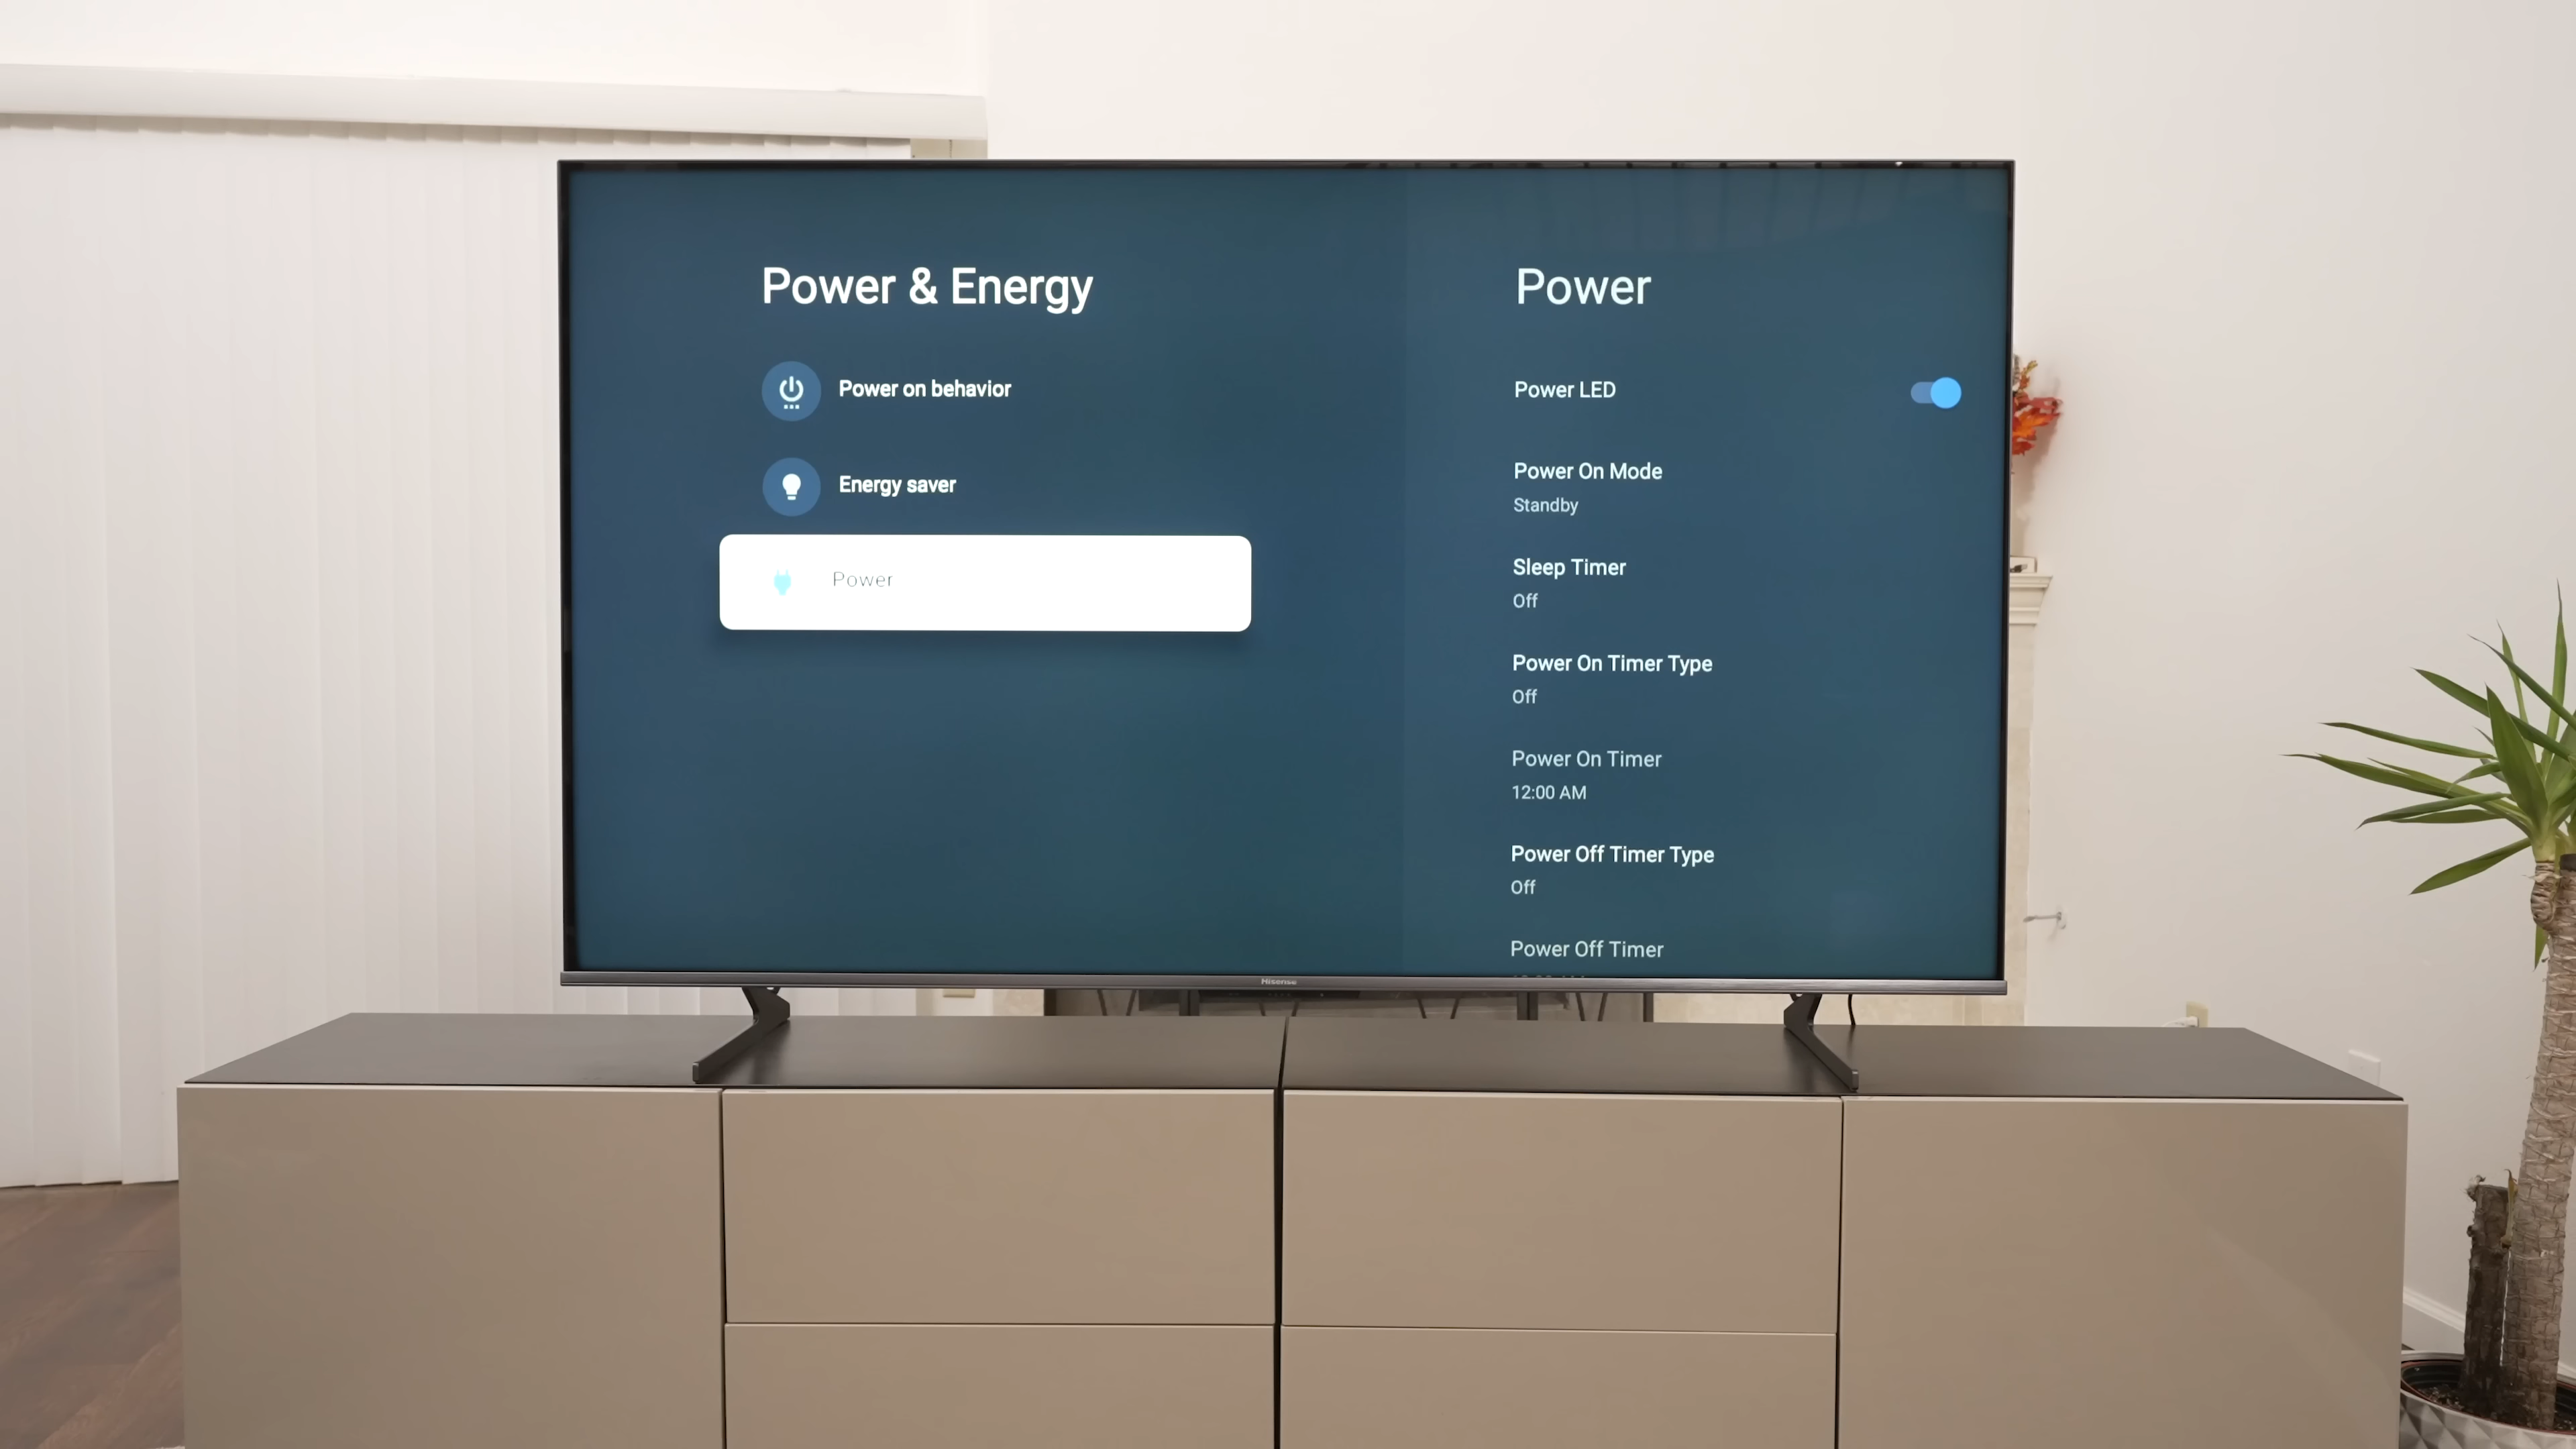 Power & Energy
Power on behavior
Energy saver
Power
Power
Power LED
Power On Mode
Standby
Sleep Timer
Off
Power On Timer Type
Off
Power On Timer
12:00 AM
Power Off Timer Type
Off
Power Off Timer
Hisense